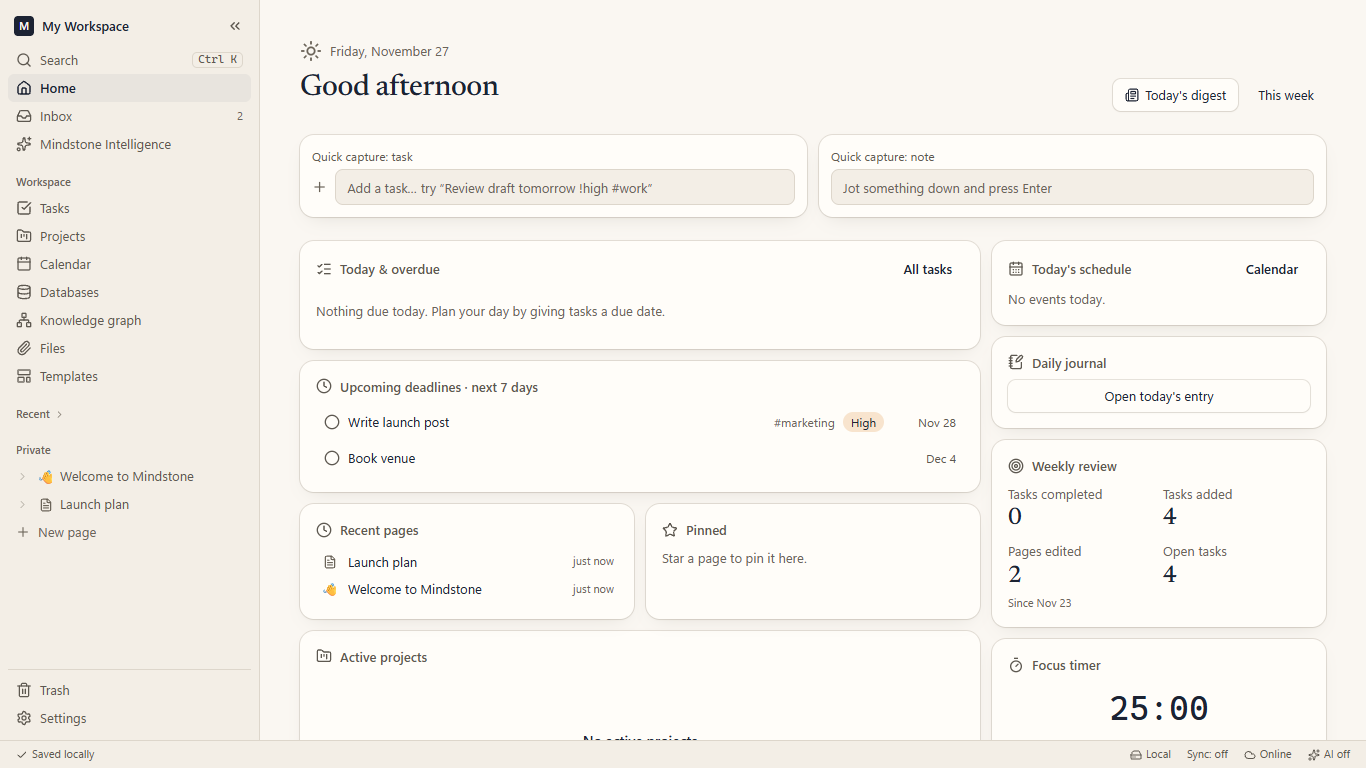 M My Workspace
Search Ctrl K
Home
Inbox 2
Mindstone Intelligence
Workspace
Tasks
Projects
Calendar
Databases
Knowledge graph
Files
Templates
Recent
Private
Welcome to Mindstone
Launch plan
New page
Trash
Settings
Friday, November 27
Good afternoon
Today's digest
This week
Quick capture: task
Add a task… try “Review draft tomorrow !high #work”
Quick capture: note
Jot something down and press Enter
Today & overdue
All tasks
Nothing due today. Plan your day by giving tasks a due date.
Upcoming deadlines · next 7 days
Write launch post #marketing High Nov 28
Book venue Dec 4
Recent pages
Launch plan just now
Welcome to Mindstone just now
Pinned
Star a page to pin it here.
Active projects
No active projects
Today's schedule
Calendar
No events today.
Daily journal
Open today's entry
Weekly review
Tasks completed Tasks added
0 4
Pages edited Open tasks
2 4
Since Nov 23
Focus timer
25:00
Saved locally
Local Sync: off Online AI off